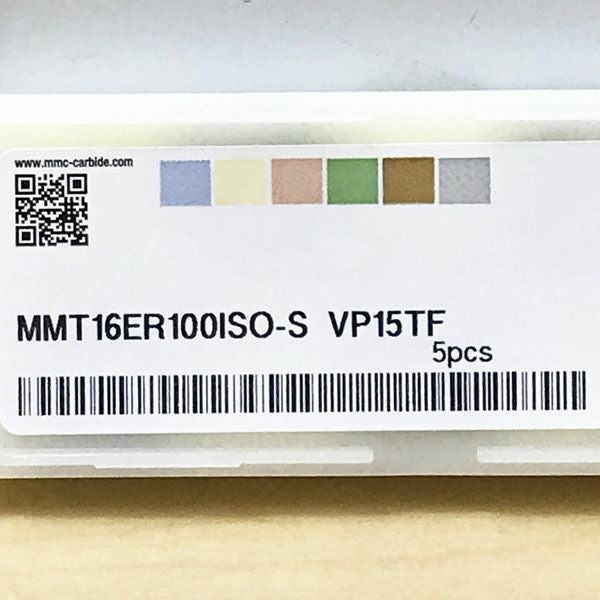 www.mmc-carbide.com
MMT16ER100ISO-S VP15TF
5pcs